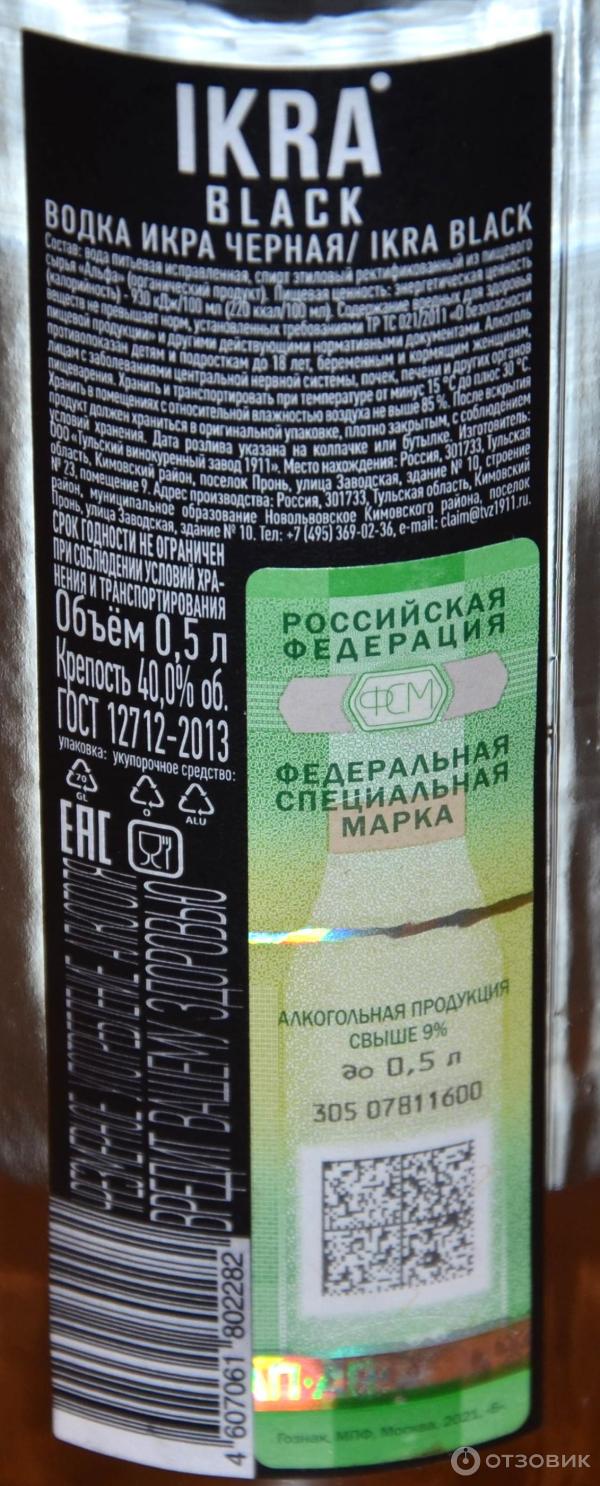 IKRA
BLACK
ВОДКА ИКРА ЧЕРНАЯ/ IKRA BLACK
Состав: вода питьевая исправленная, спирт этиловый ректификованный из пищевого
сырья «Альфа» (органический продукт). Пищевая ценность: энергетическая ценность
(калорийность) - 930 кДж/100 мл (220 ккал/100 мл). Содержание вредных для здоровья
веществ не превышает норм, установленных требованиями ТР ТС 021/2011 «О безопасности
пищевой продукции» и другими действующими нормативными документами. Алкоголь
противопоказан детям и подросткам до 18 лет, беременным и кормящим женщинам,
лицам с заболеваниями центральной нервной системы, почек, печени и других органов
пищеварения. Хранить и транспортировать при температуре от минус 15 °С до плюс 30 °С.
Хранить в помещениях с относительной влажностью воздуха не выше 85 %. После вскрытия
продукт должен храниться в оригинальной упаковке, плотно закрытым, с соблюдением
условий хранения. Дата розлива указана на колпачке или бутылке. Изготовитель:
ООО «Тульский винокуренный завод 1911». Место нахождения: Россия, 301733, Тульская
область, Кимовский район, поселок Пронь, улица Заводская, здание № 10, строение
№ 23, помещение 9. Адрес производства: Россия, 301733, Тульская область, Кимовский
район, муниципальное образование Новольвовское Кимовского района, поселок
Пронь, улица Заводская, здание № 10. Тел: +7 (495) 369-02-36, e-mail: claim@tvz1911.ru.
СРОК ГОДНОСТИ НЕ ОГРАНИЧЕН
ПРИ СОБЛЮДЕНИИ УСЛОВИЙ ХРА-
НЕНИЯ И ТРАНСПОРТИРОВАНИЯ
Объём 0,5 л
Крепость 40,0% об.
ГОСТ 12712-2013
упаковка: укупорочное средство:
70
GL
0
ALU
EAC
ЧРЕЗМЕРНОЕ УПОТРЕБЛЕНИЕ АЛКОГОЛЯ
ВРЕДИТ ВАШЕМУ ЗДОРОВЬЮ
4 607061 802282
РОССИЙСКАЯ
ФЕДЕРАЦИЯ
ФСМ
ФЕДЕРАЛЬНАЯ
СПЕЦИАЛЬНАЯ
МАРКА
АЛКОГОЛЬНАЯ ПРОДУКЦИЯ
СВЫШЕ 9%
до 0,5 л
305 07811600
Гознак, МПФ, Москва, 2021, «Б».
ОТЗОВИК